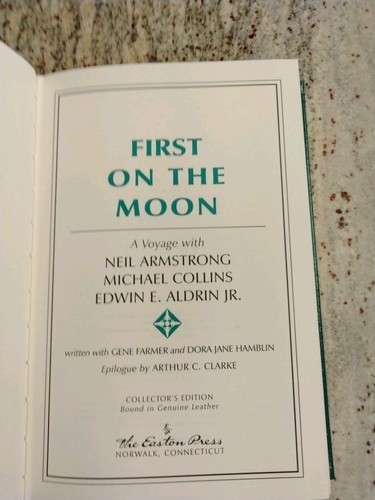 FIRST
ON THE
MOON
A Voyage with
NEIL ARMSTRONG
MICHAEL COLLINS
EDWIN E. ALDRIN JR.
written with GENE FARMER and DORA JANE HAMBLIN
Epilogue by ARTHUR C. CLARKE
COLLECTOR'S EDITION
Bound in Genuine Leather
The Easton Press
NORWALK, CONNECTICUT